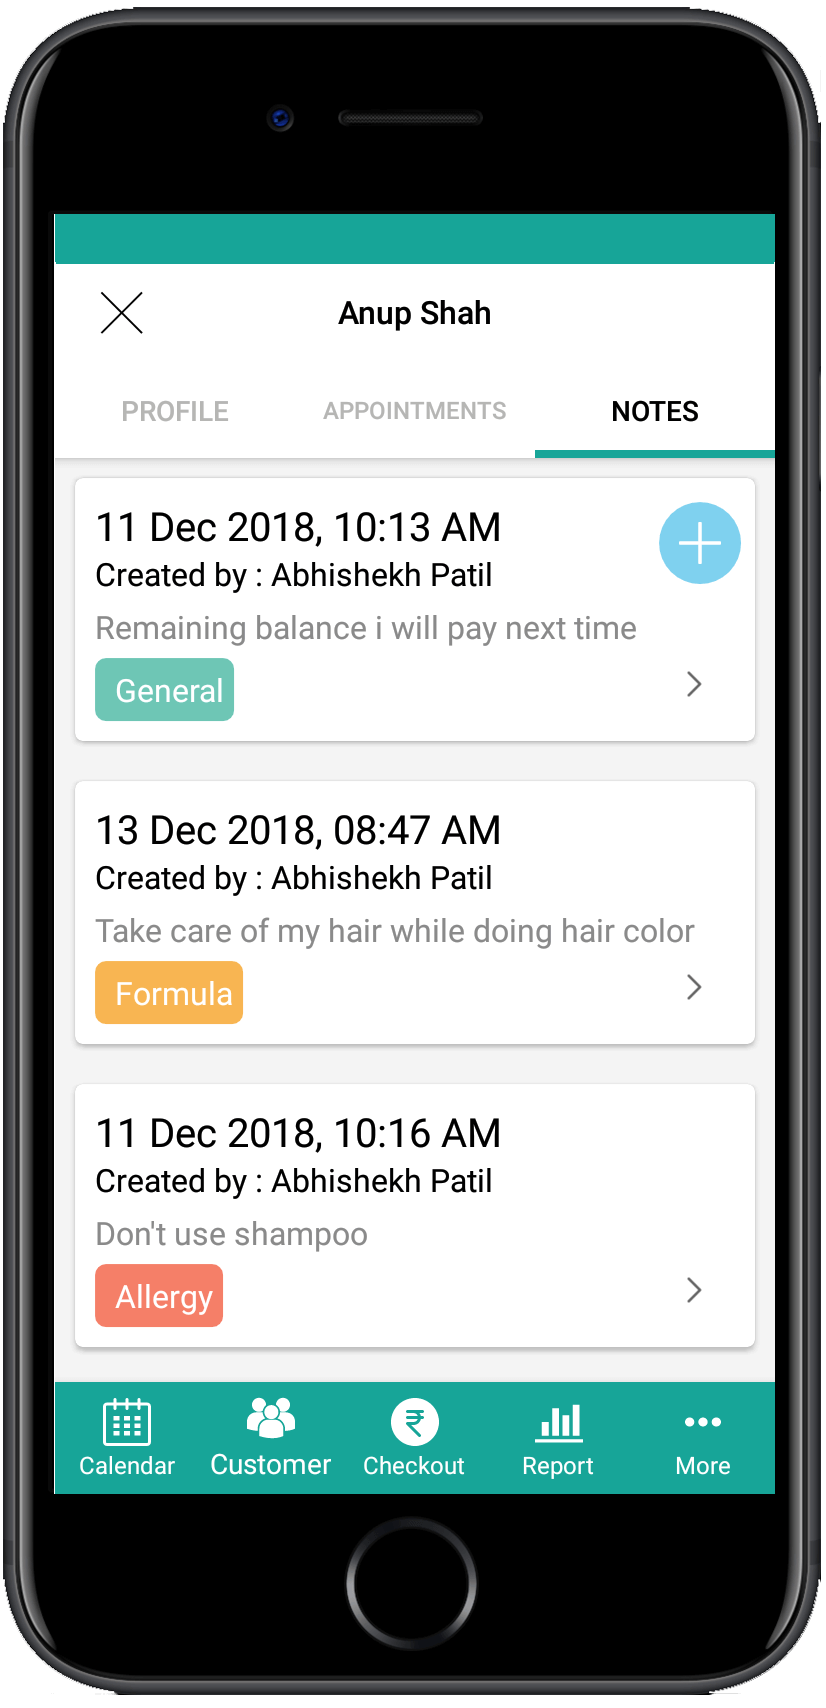 Anup Shah
PROFILE APPOINTMENTS NOTES
11 Dec 2018, 10:13 AM
Created by : Abhishekh Patil
Remaining balance i will pay next time
General
13 Dec 2018, 08:47 AM
Created by : Abhishekh Patil
Take care of my hair while doing hair color
Formula
11 Dec 2018, 10:16 AM
Created by : Abhishekh Patil
Don't use shampoo
Allergy
Calendar Customer Checkout Report More